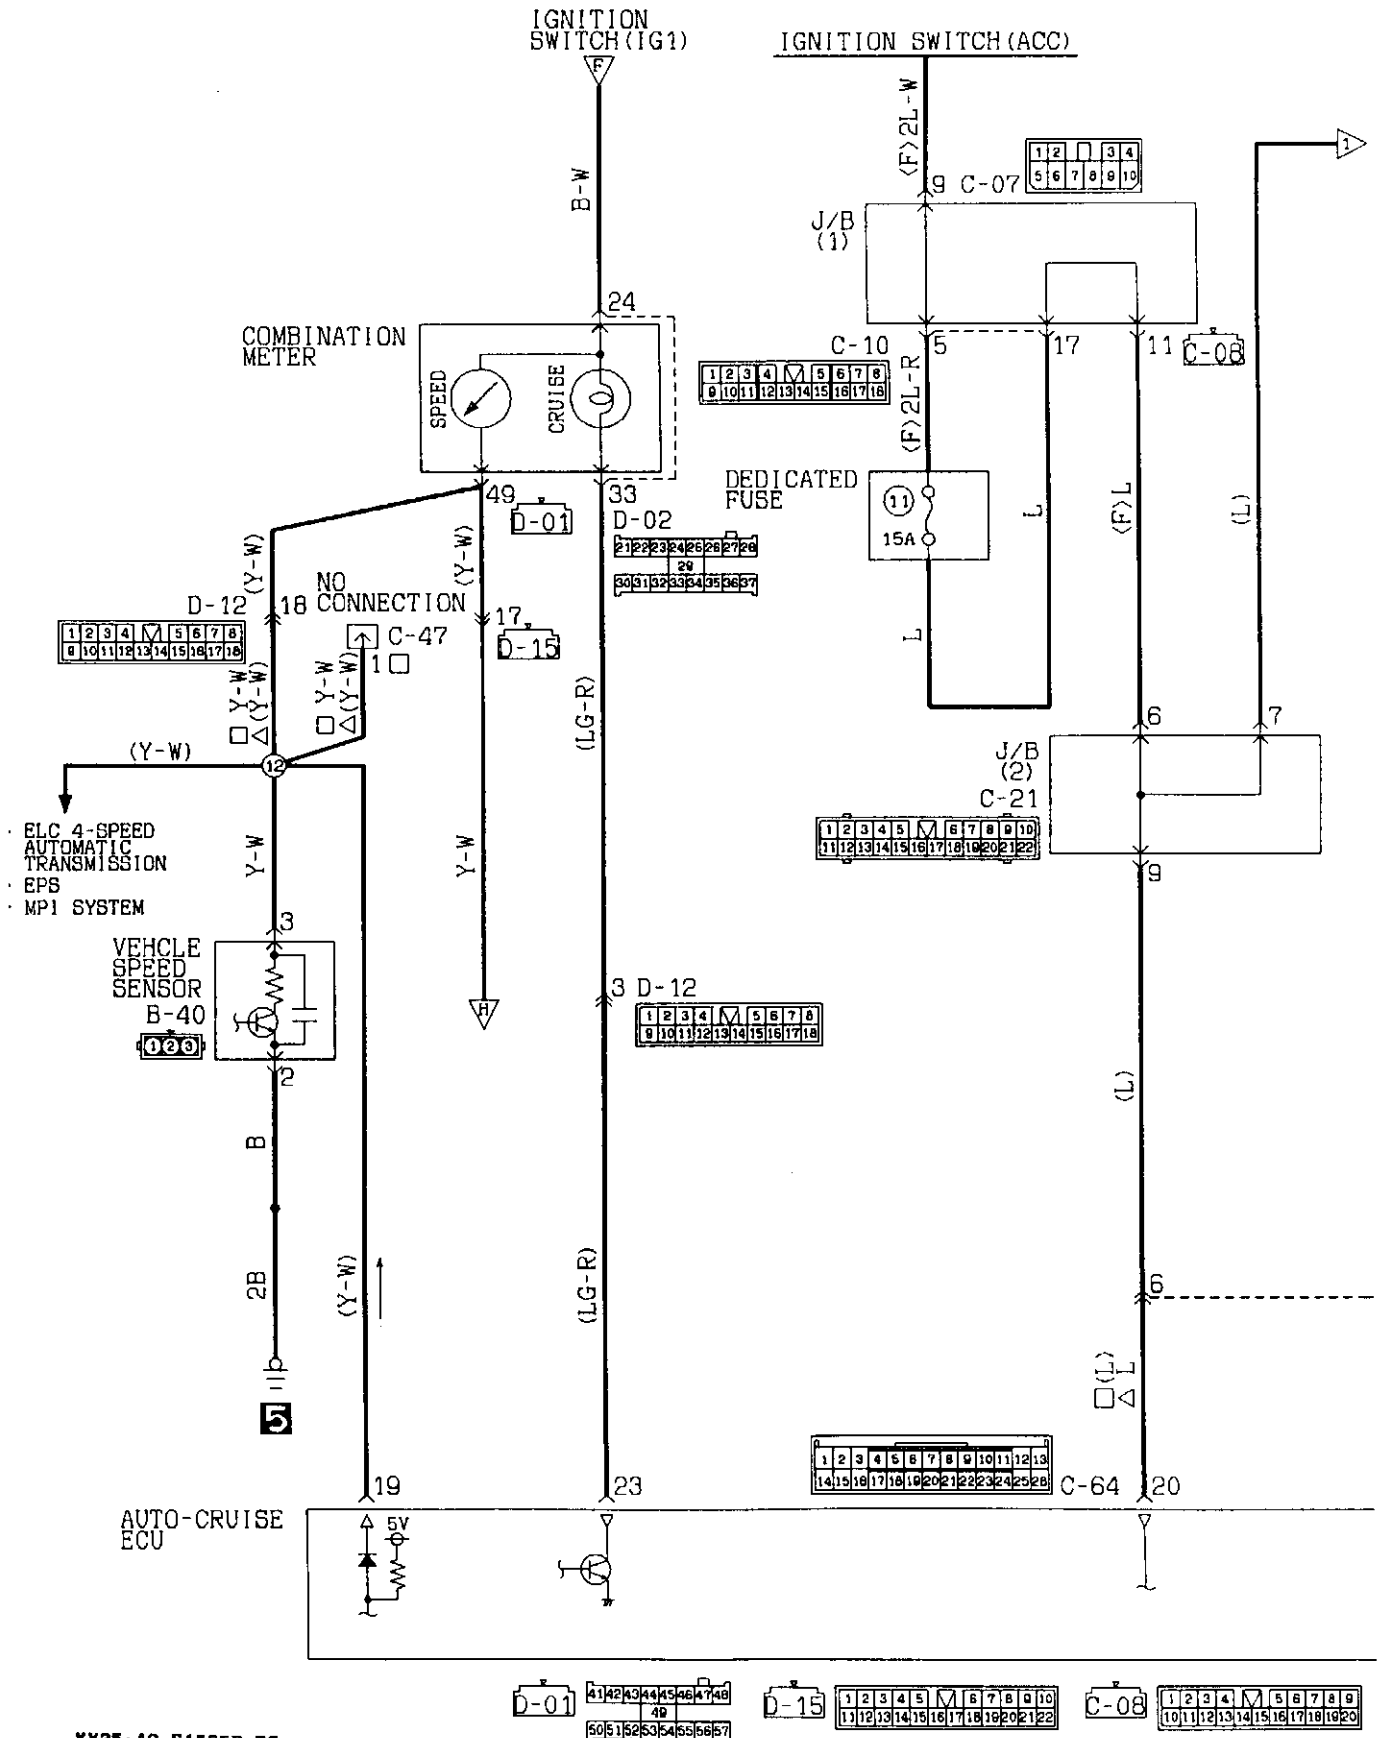 IGNITION
SWITCH(IG1)
IGNITION SWITCH(ACC)
F
B-W
(F)2L-W
9 C-07
1 2 3 4
5 6 7 8 9 10
1
J/B
(1)
24
COMBINATION
METER
SPEED
CRUISE
C-10 5 17 11 C-08
1 2 3 4 5 6 7 8
9 10 11 12 13 14 15 16 17 18
(F)2L-R
DEDICATED
FUSE
11
15A
L
(F)L
(L)
L
49 D-01 33 D-02
21 22 23 24 25 26 27 28
29
30 31 32 33 34 35 36 37
(Y-W)
(Y-W)
D-12 18
1 2 3 4 5 6 7 8
9 10 11 12 13 14 15 16 17 18
NO
CONNECTION
C-47
1
17
D-15
Y-W
(Y-W)
Y-W
(Y-W)
(LG-R)
(Y-W)
12
6 7
J/B
(2)
C-21
1 2 3 4 5 6 7 8 9 10
11 12 13 14 15 16 17 18 19 20 21 22
9
· ELC 4-SPEED
AUTOMATIC
TRANSMISSION
· EPS
· MPI SYSTEM
Y-W
Y-W
3
VEHCLE
SPEED
SENSOR
B-40
1 2 3
2
H
3 D-12
1 2 3 4 5 6 7 8
9 10 11 12 13 14 15 16 17 18
(L)
B
2B
(Y-W)
(LG-R)
6
(L)
L
5
1 2 3 4 5 6 7 8 9 10 11 12 13
14 15 16 17 18 19 20 21 22 23 24 25 26
19 23 C-64 20
AUTO-CRUISE
ECU
5V
D-01
41 42 43 44 45 46 47 48
49
50 51 52 53 54 55 56 57
D-15
1 2 3 4 5 6 7 8 9 10
11 12 13 14 15 16 17 18 19 20 21 22
C-08
1 2 3 4 5 6 7 8 9
10 11 12 13 14 15 16 17 18 19 20